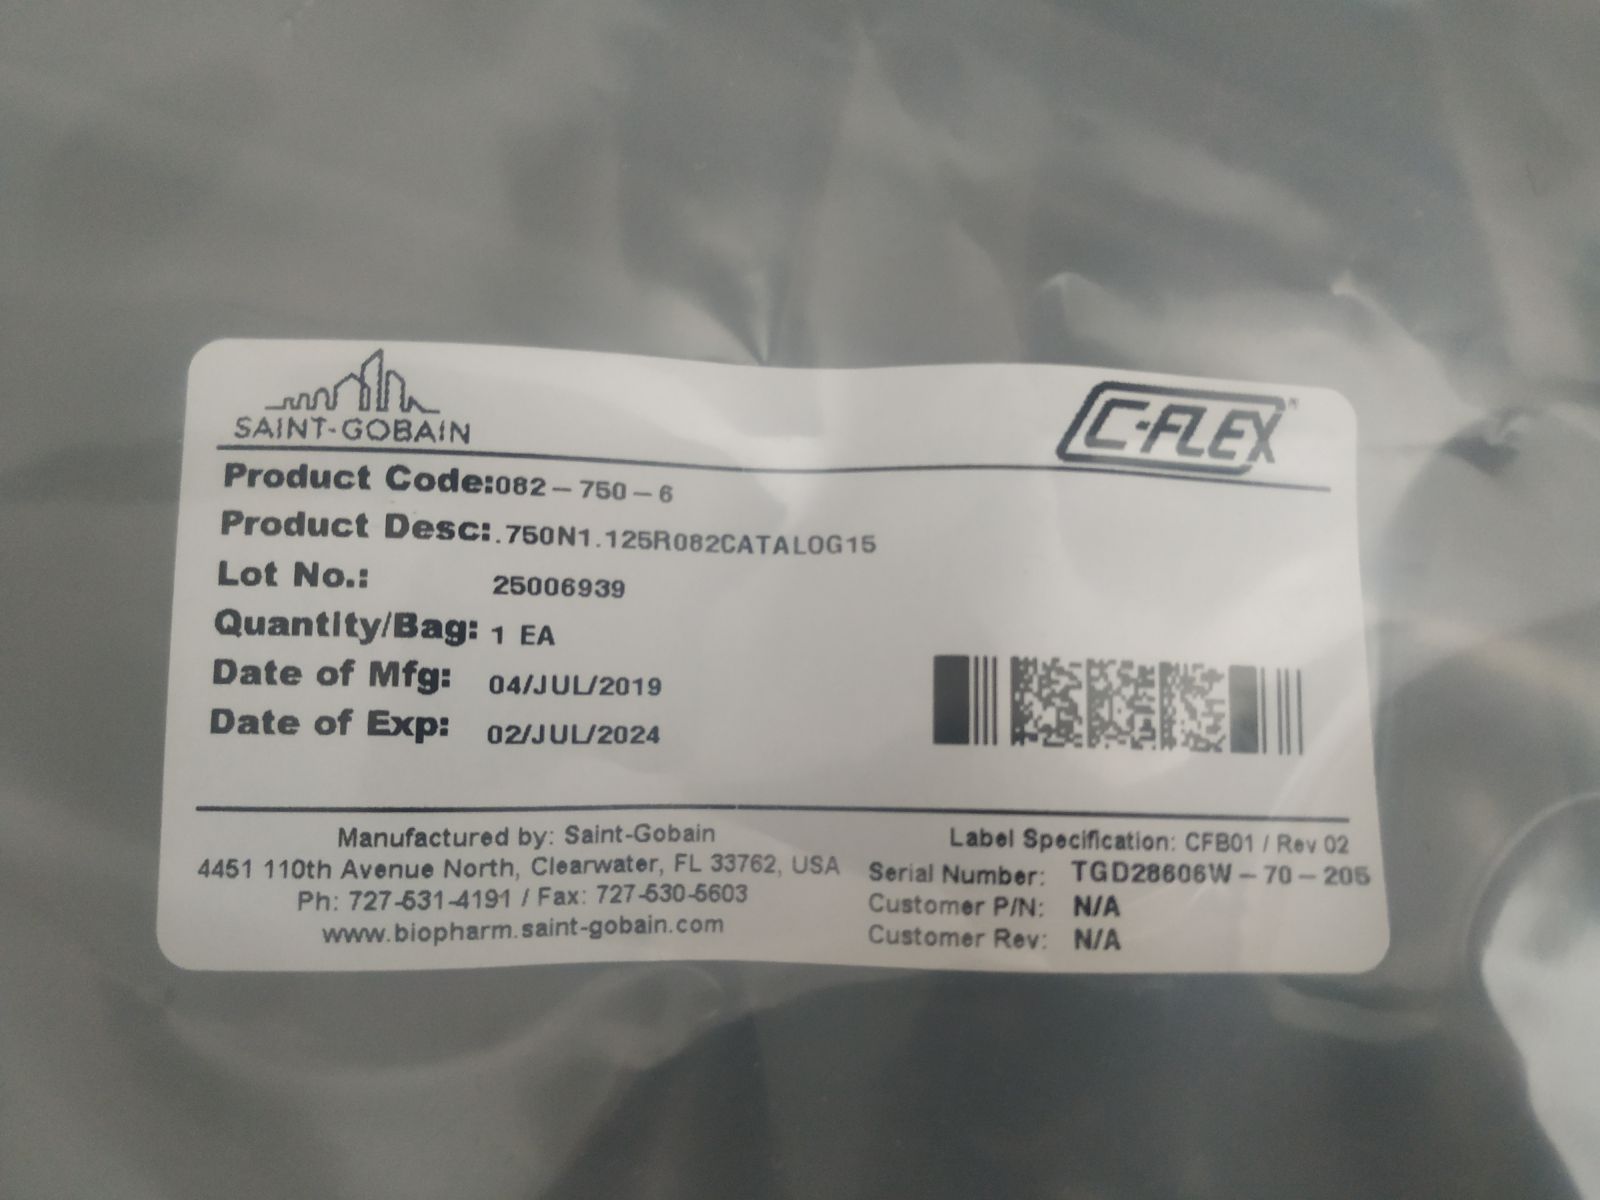 SAINT-GOBAIN
C-FLEX®
Product Code: 082-750-6
Product Desc: .750N1.125R082CATALOG15
Lot No.: 25006939
Quantity/Bag: 1 EA
Date of Mfg: 04/JUL/2019
Date of Exp: 02/JUL/2024
Manufactured by: Saint-Gobain
4451 110th Avenue North, Clearwater, FL 33762, USA
Ph: 727-531-4191 / Fax: 727-530-5603
www.biopharm.saint-gobain.com
Label Specification: CFB01 / Rev 02
Serial Number: TGD28606W-70-205
Customer P/N: N/A
Customer Rev: N/A